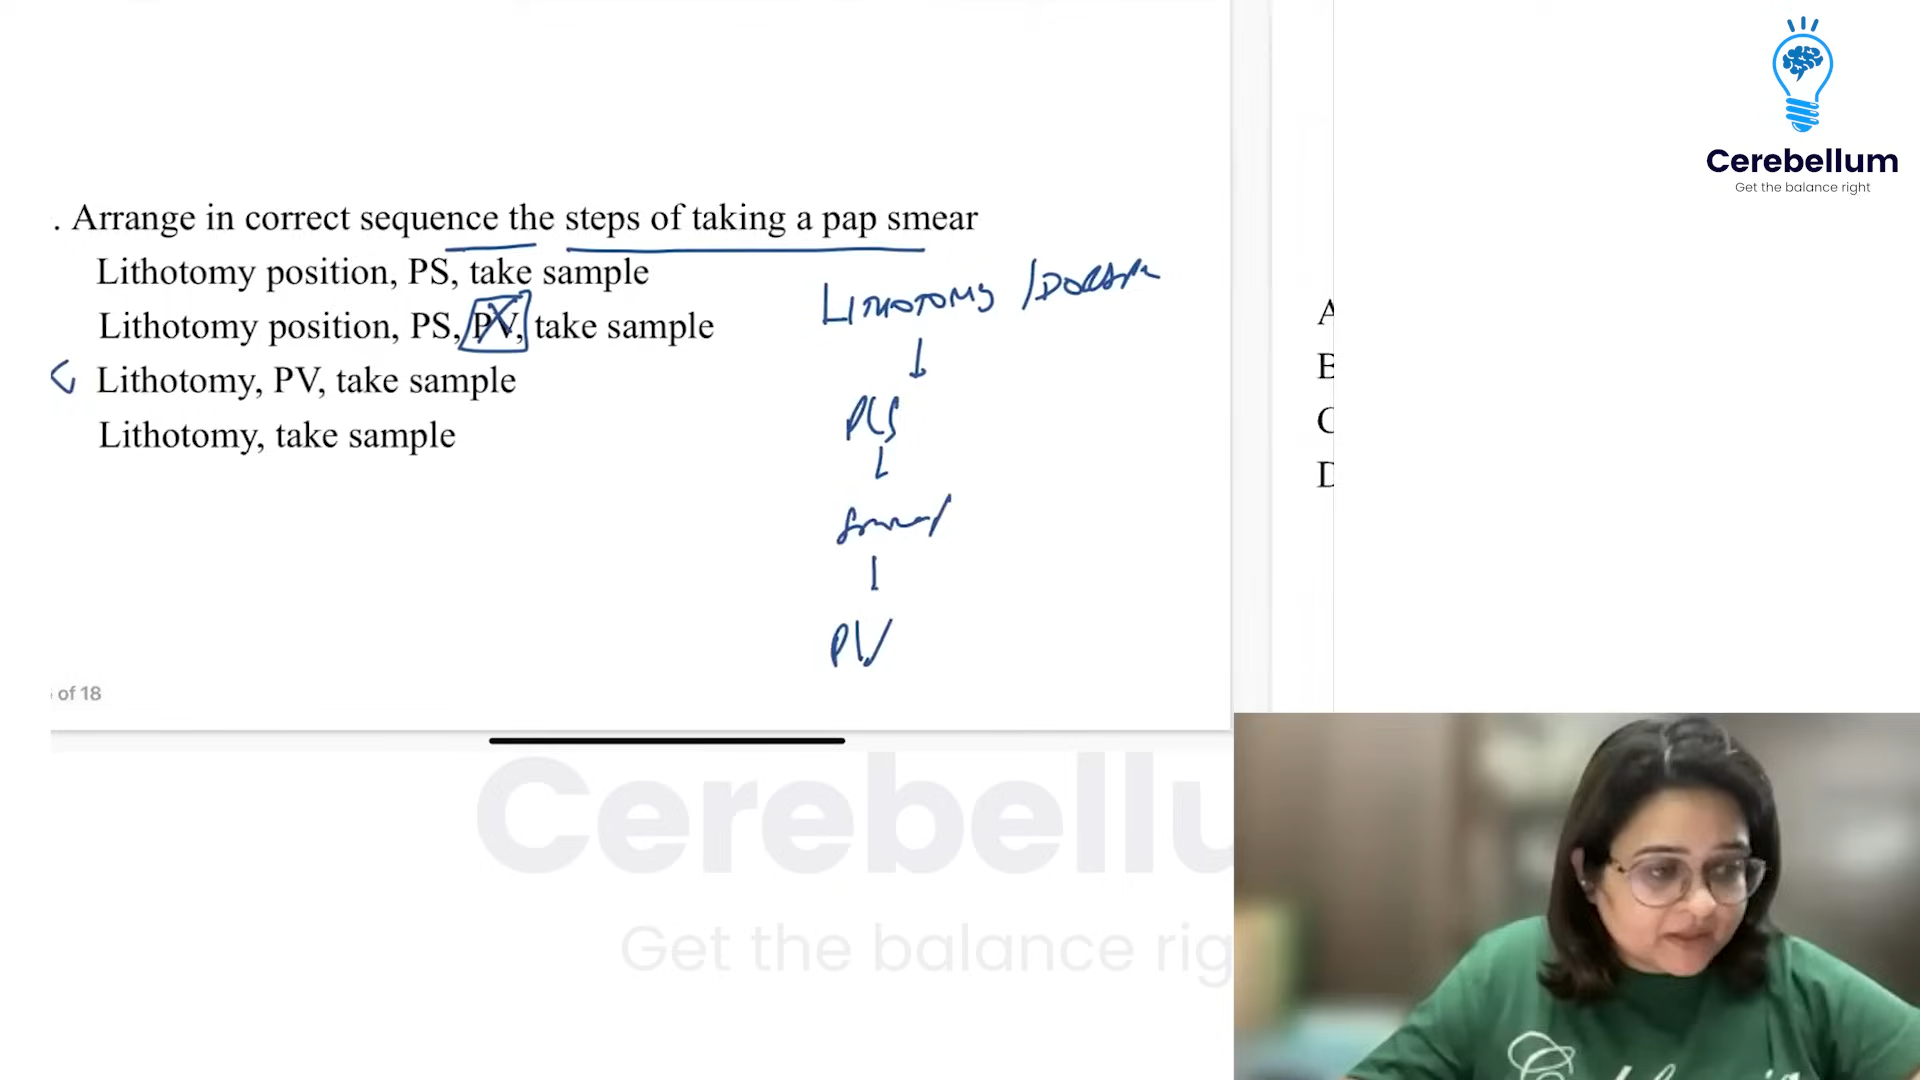 Cerebellum
Get the balance right
. Arrange in correct sequence the steps of taking a pap smear
Lithotomy position, PS, take sample
Lithotomy position, PS, PV, take sample
Lithotomy, PV, take sample
Lithotomy, take sample
LITHOTOMY /
PV
A
B
C
D
of 18
Cerebellu
Get the balance rig